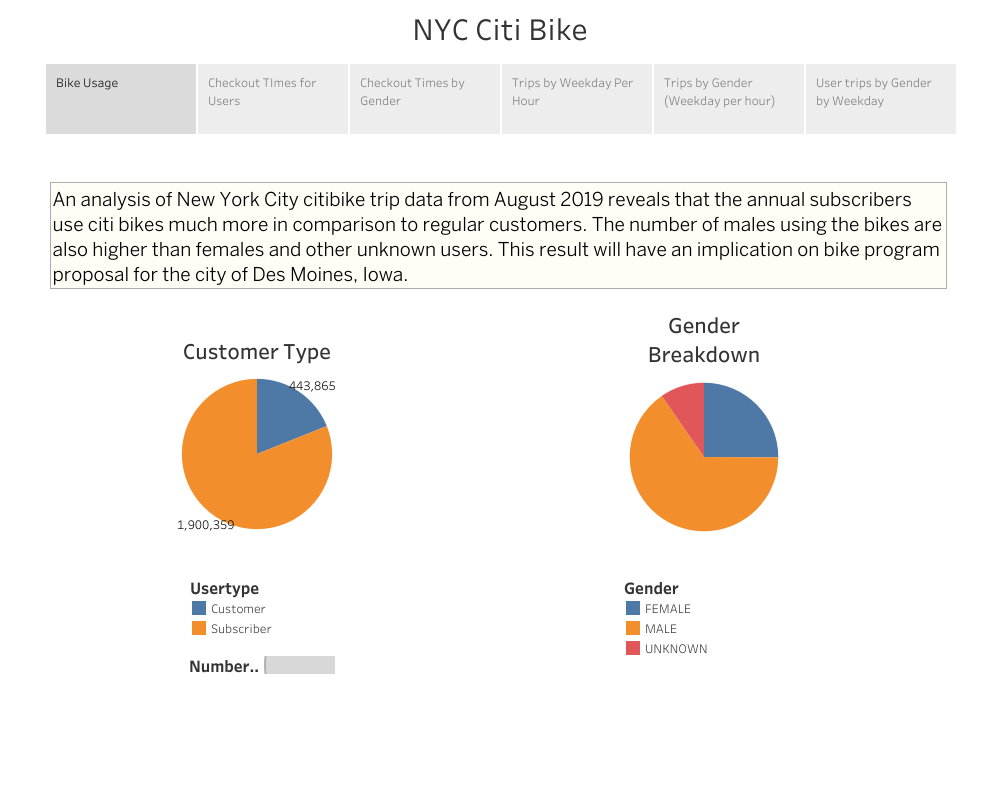 NYC Citi Bike
Bike Usage
Checkout TImes for
Users
Checkout Times by
Gender
Trips by Weekday Per
Hour
Trips by Gender
(Weekday per hour)
User trips by Gender
by Weekday
An analysis of New York City citibike trip data from August 2019 reveals that the annual subscribers
use citi bikes much more in comparison to regular customers. The number of males using the bikes are
also higher than females and other unknown users. This result will have an implication on bike program
proposal for the city of Des Moines, Iowa.
Customer Type
443,865
1,900,359
Usertype
Customer
Subscriber
Number..
Gender
Breakdown
Gender
FEMALE
MALE
UNKNOWN